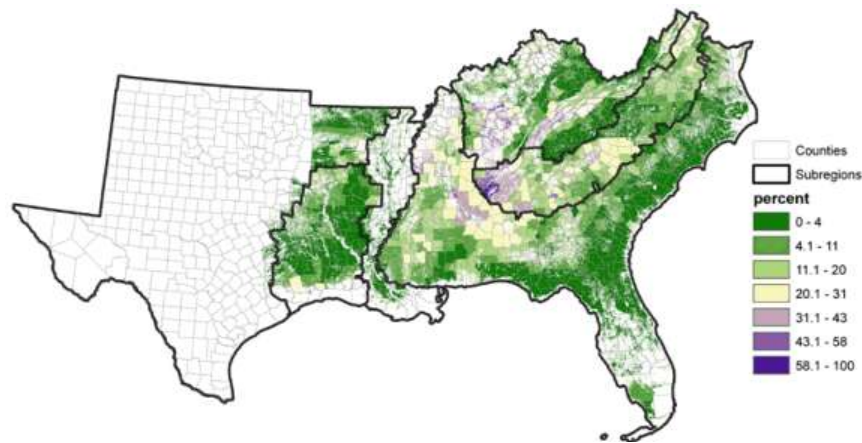 Counties
Subregions
percent
0 - 4
4.1 - 11
11.1 - 20
20.1 - 31
31.1 - 43
43.1 - 58
58.1 - 100